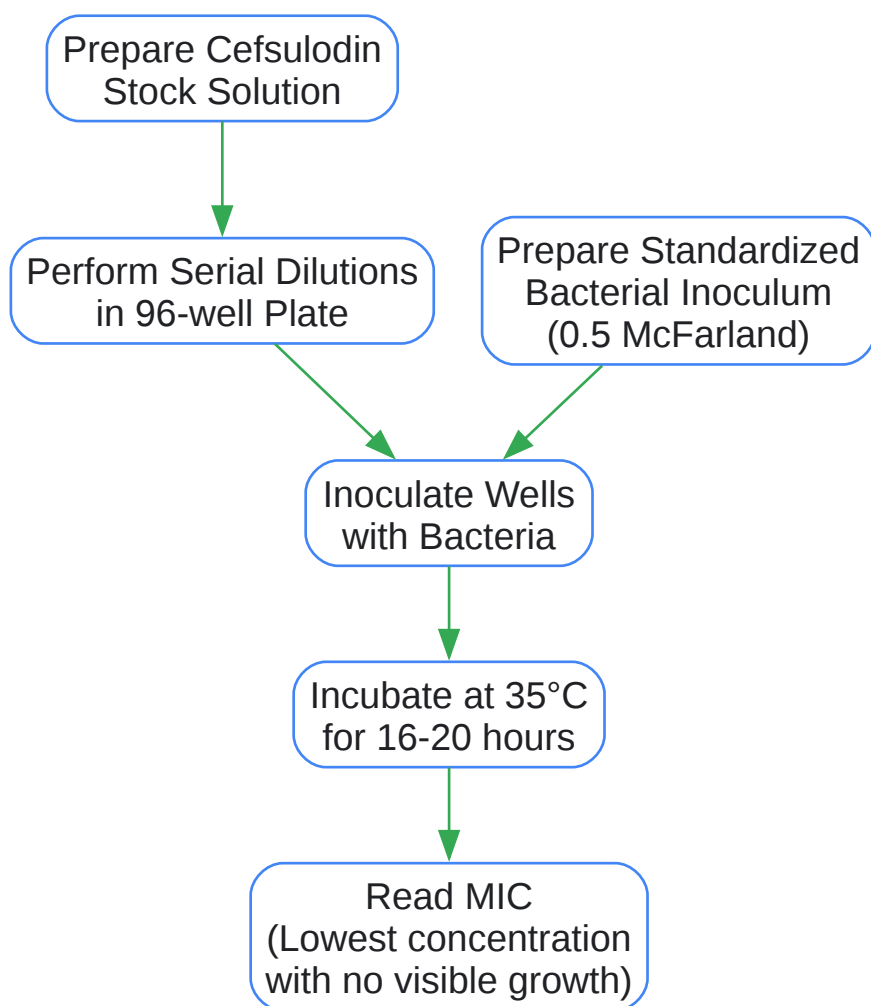 Prepare Cefsulodin
Stock Solution
Perform Serial Dilutions
in 96-well Plate
Prepare Standardized
Bacterial Inoculum
(0.5 McFarland)
Inoculate Wells
with Bacteria
Incubate at 35°C
for 16-20 hours
Read MIC
(Lowest concentration
with no visible growth)